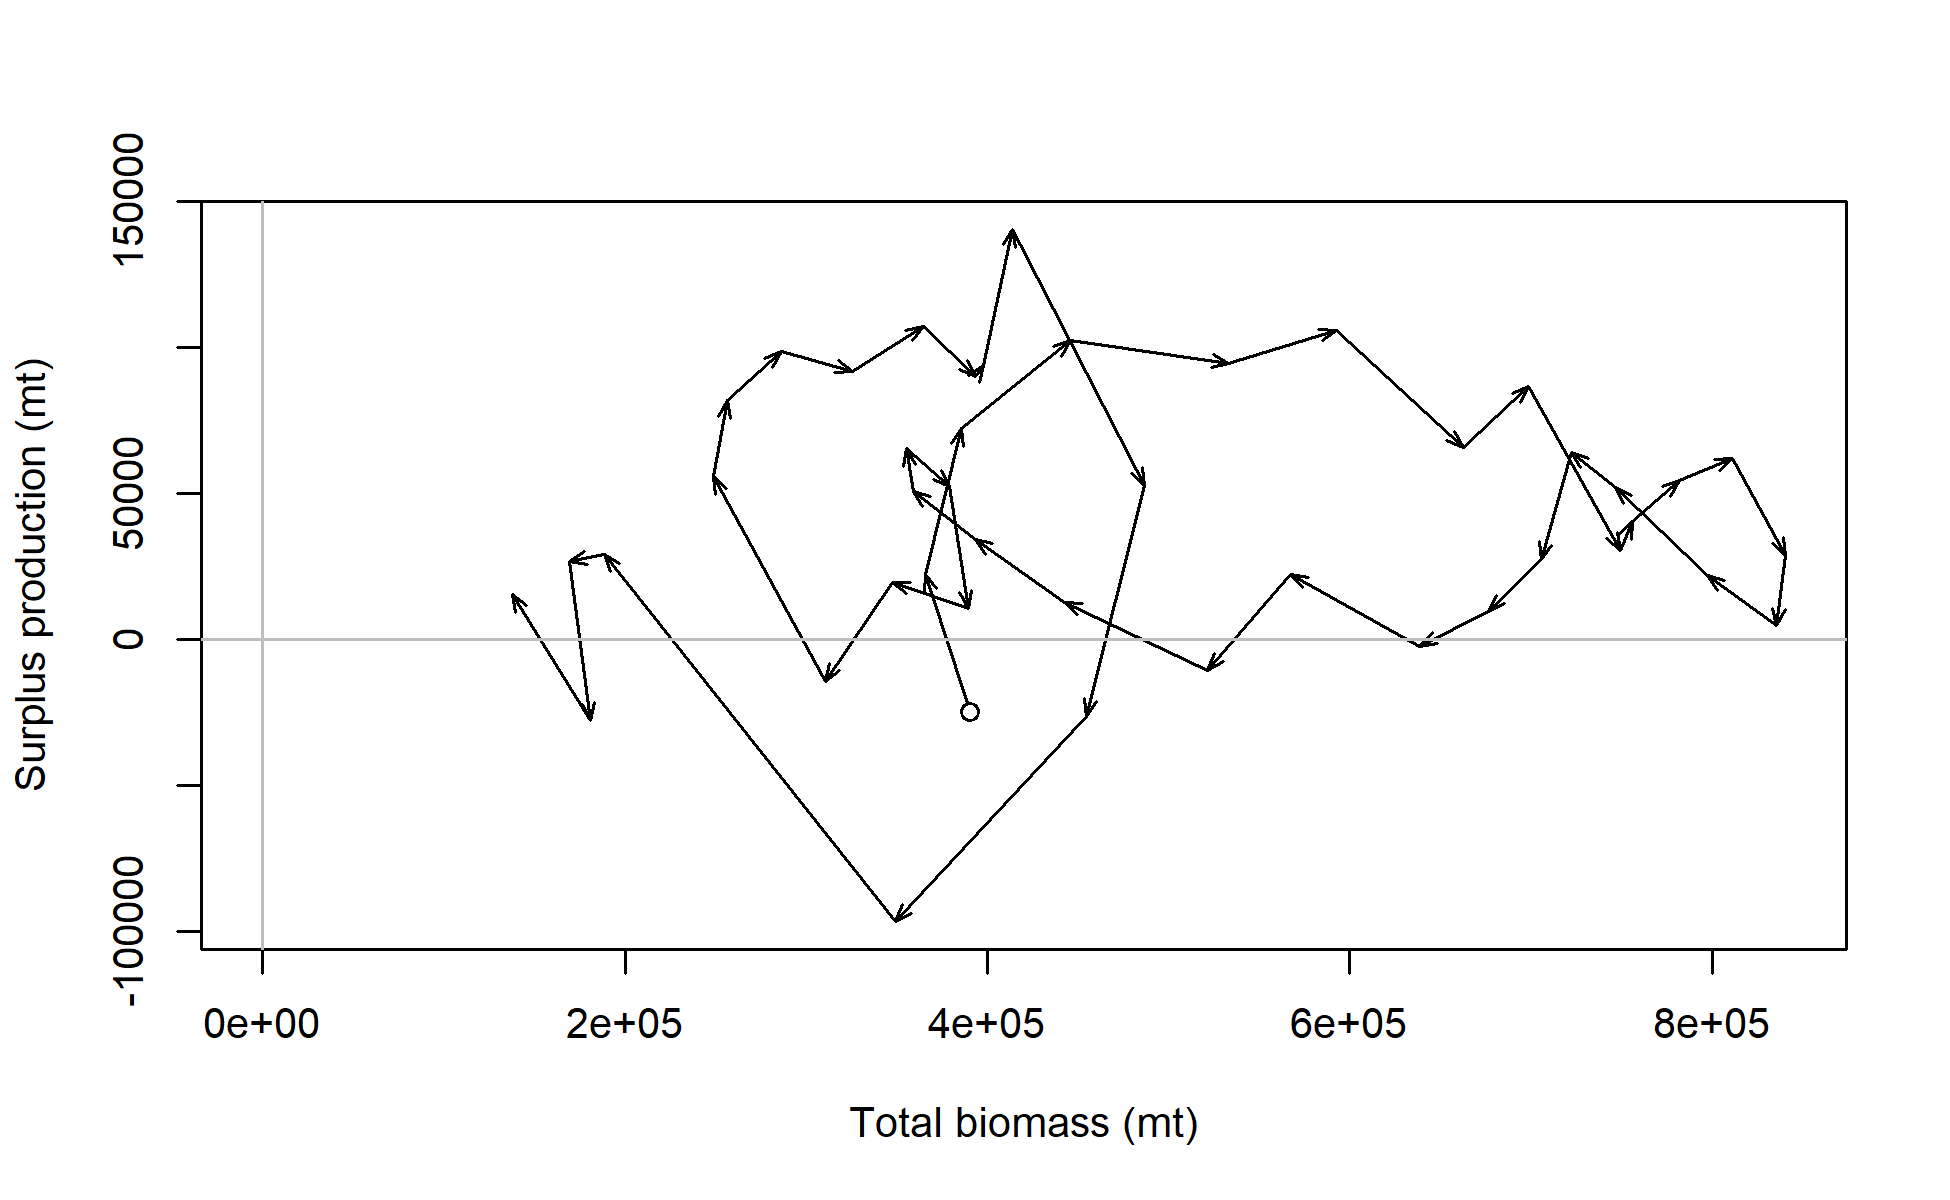 Surplus production (mt)
150000
50000
0
-100000
0e+00 2e+05 4e+05 6e+05 8e+05
Total biomass (mt)